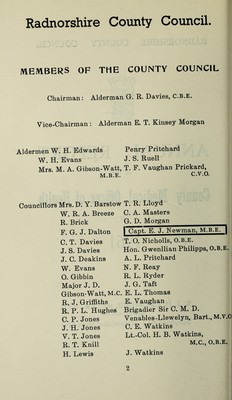 Radnorshire County Council.
MEMBERS OF THE COUNTY COUNCIL
Chairman: Alderman G. R. Davies, C.B.E.
Vice-Chairman: Alderman E. T. Kinsey Morgan
Aldermen W. H. Edwards Penry Pritchard
W. H. Evans J. S. Ruell
Mrs. M. A. Gibson-Watt, T. F. Vaughan Prickard,
M.B.E. C.V.O.
Councillors Mrs. D. Y. Barstow T. R. Lloyd
W. R. A. Breeze C. A. Masters
R. Brick G. D. Morgan
F. G. J. Dalton Capt. E. J. Newman, M.B.E.
C. T. Davies T. O. Nicholls, O.B.E.
J. S. Davies Hon. Gwenllian Philipps, O.B.E.
J. C. Deakins A. L. Pritchard
W. Evans N. F. Reay
O. Gibbin R. L. Ryder
Major J. D. J. G. Taft
Gibson-Watt, M.C. E. L. Thomas
R. J. Griffiths E. Vaughan
R. P. L. Hughes Brigadier Sir C. M. D.
C. P. Jones Venables-Llewelyn, Bart., M.V.O
J. H. Jones C. E. Watkins
V. T. Jones Lt.-Col. H. B. Watkins,
R. T. Knill M.C., O.B.E.
H. Lewis J. Watkins
2